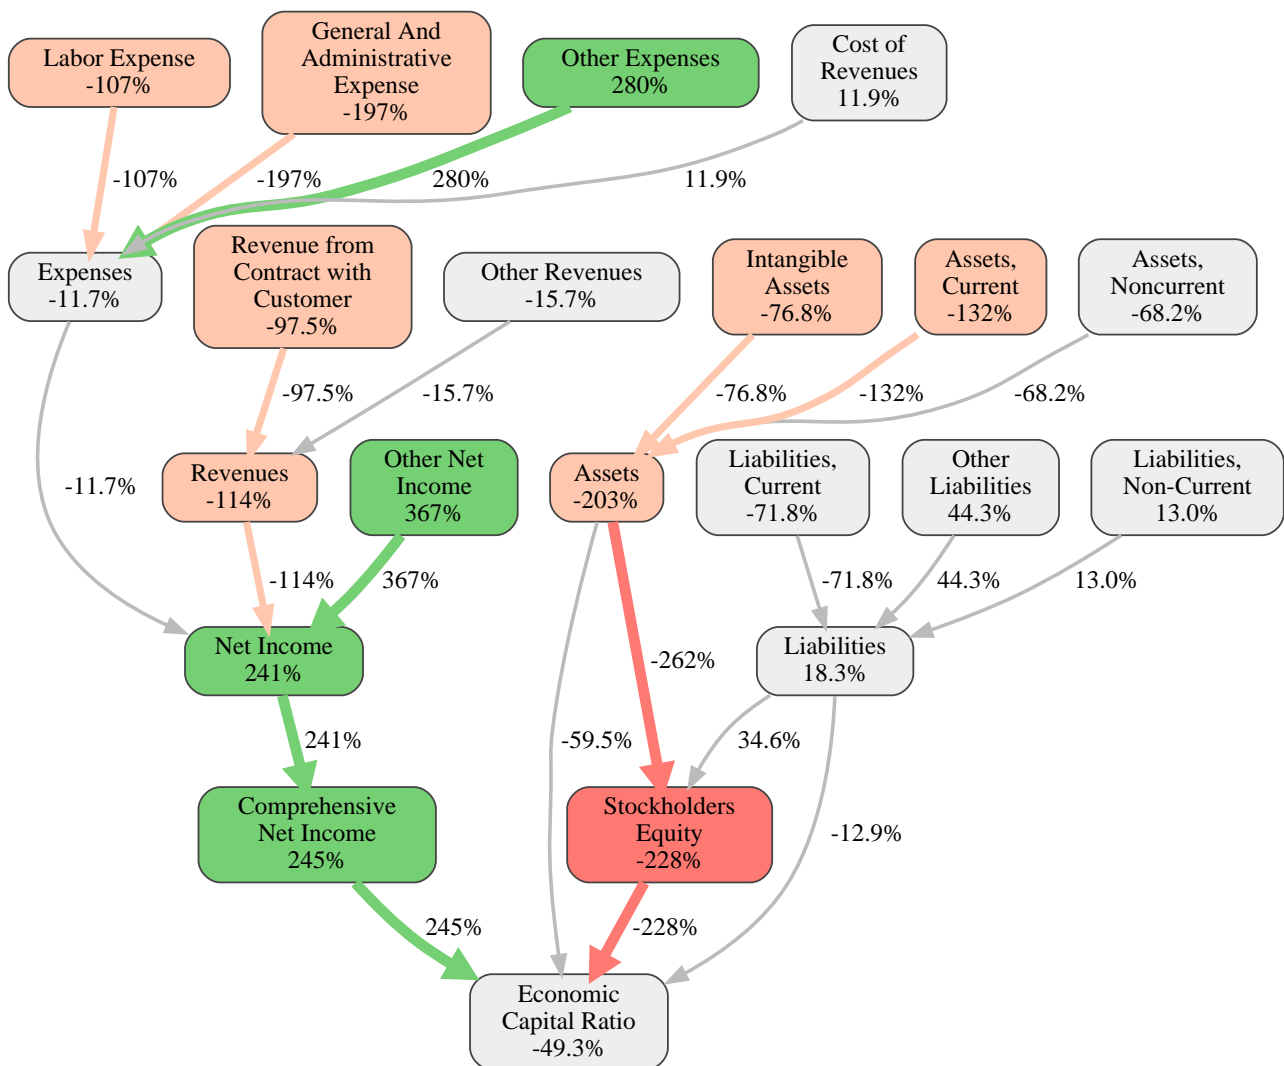 Labor Expense
-107%
General And
Administrative
Expense
-197%
Other Expenses
280%
Cost of
Revenues
11.9%
-107%
-197%
280%
11.9%
Expenses
-11.7%
Revenue from
Contract with
Customer
-97.5%
Other Revenues
-15.7%
Intangible
Assets
-76.8%
Assets,
Current
-132%
Assets,
Noncurrent
-68.2%
-97.5%
-15.7%
-76.8%
-132%
-68.2%
-11.7%
Revenues
-114%
Other Net
Income
367%
Assets
-203%
Liabilities,
Current
-71.8%
Other
Liabilities
44.3%
Liabilities,
Non-Current
13.0%
-114%
367%
-71.8%
44.3%
13.0%
Net Income
241%
-262%
Liabilities
18.3%
241%
-59.5%
34.6%
Comprehensive
Net Income
245%
Stockholders
Equity
-228%
-12.9%
245%
-228%
Economic
Capital Ratio
-49.3%